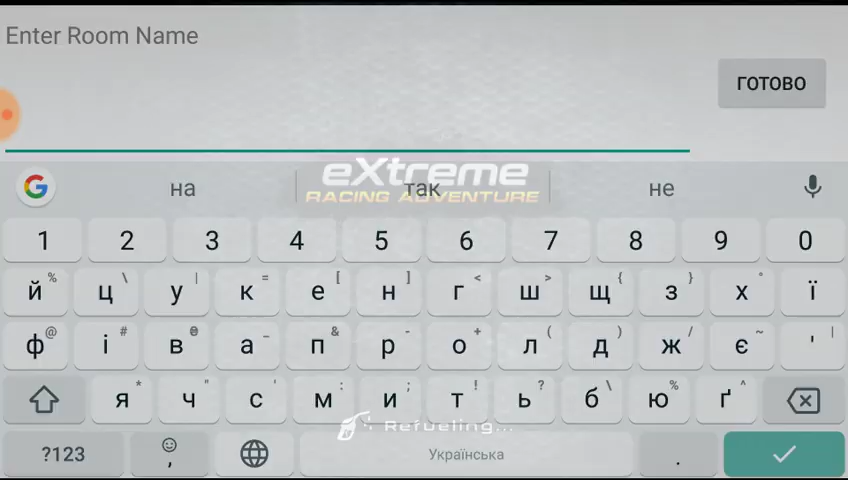 Enter Room Name
ГОТОВО
eXtreme
RACING ADVENTURE
на так не
1 2 3 4 5 6 7 8 9 0
% \ | = [ ] < > { } °
й ц у к е н г ш щ з х ї
@ # ₴ _ & - + ( ) / ~ |
ф і в а п р о л д ж є '
* " ' : ; ! ? \ % ^
я ч с м и т ь б ю ґ
Refueling...
?123 , Українська .